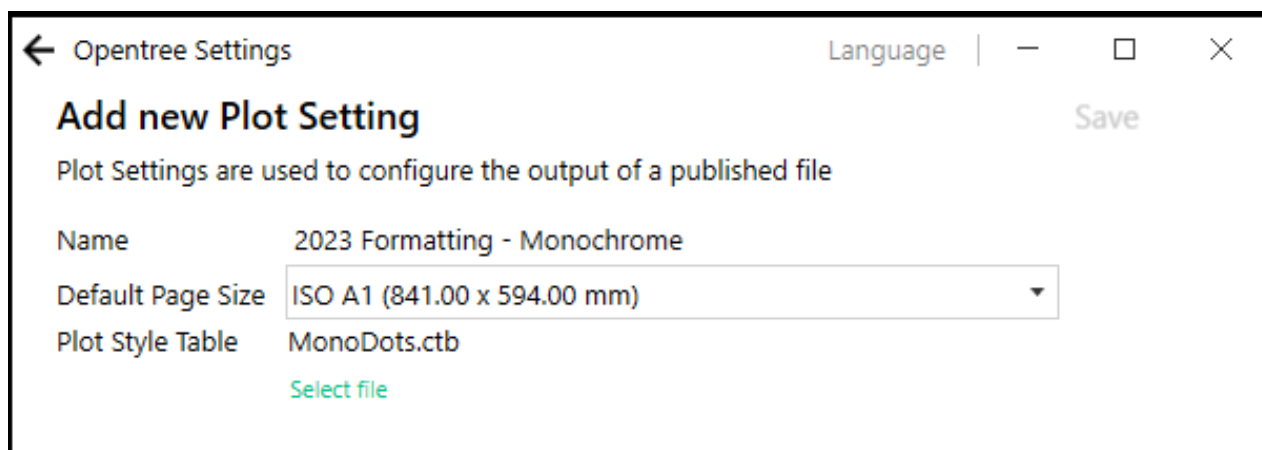 Opentree Settings Language
Add new Plot Setting Save
Plot Settings are used to configure the output of a published file
Name 2023 Formatting - Monochrome
Default Page Size ISO A1 (841.00 x 594.00 mm)
Plot Style Table MonoDots.ctb
Select file